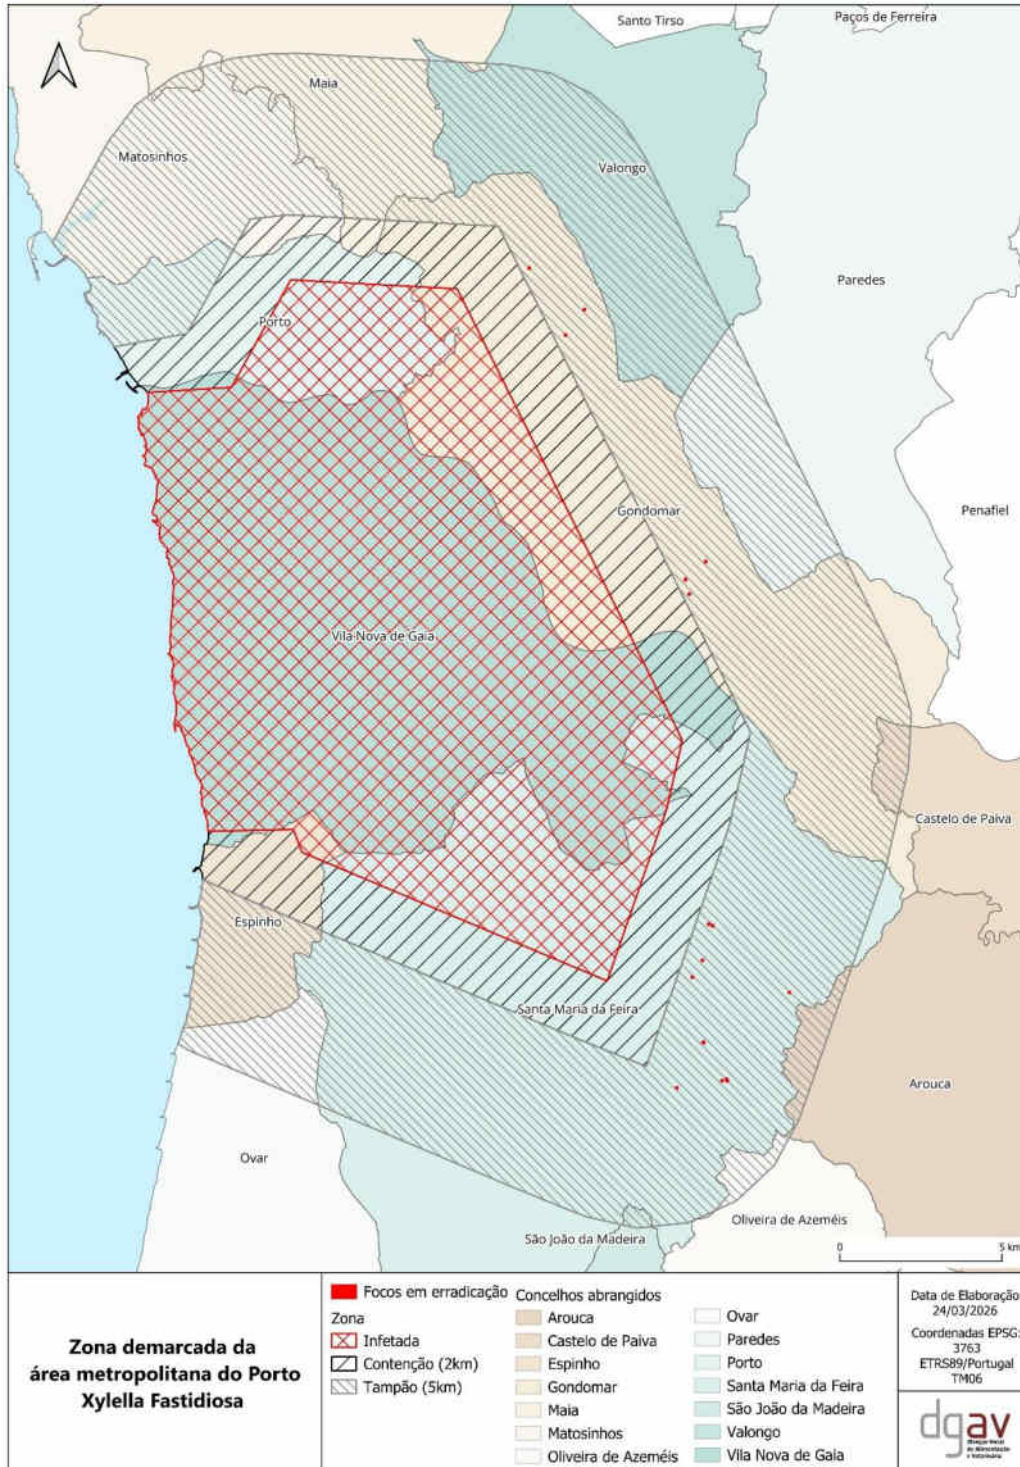 Santo Tirso
Paços de Ferreira
Maia
Matosinhos
Valongo
Paredes
Porto
Penafiel
Gondomar
Vila Nova de Gaia
Castelo de Paiva
Espinho
Santa Maria da Feira
Arouca
Ovar
Oliveira de Azeméis
São João da Madeira
0 5 km
Zona demarcada da
área metropolitana do Porto
Xylella Fastidiosa
Focos em erradicação
Zona
Infetada
Contenção (2km)
Tampão (5km)
Concelhos abrangidos
Arouca
Castelo de Paiva
Espinho
Gondomar
Maia
Matosinhos
Oliveira de Azeméis
Ovar
Paredes
Porto
Santa Maria da Feira
São João da Madeira
Valongo
Vila Nova de Gaia
Data de Elaboração:
24/03/2026
Coordenadas EPSG:
3763
ETRS89/Portugal
TM06
dgav
Direção Geral
de Alimentação
e Veterinária